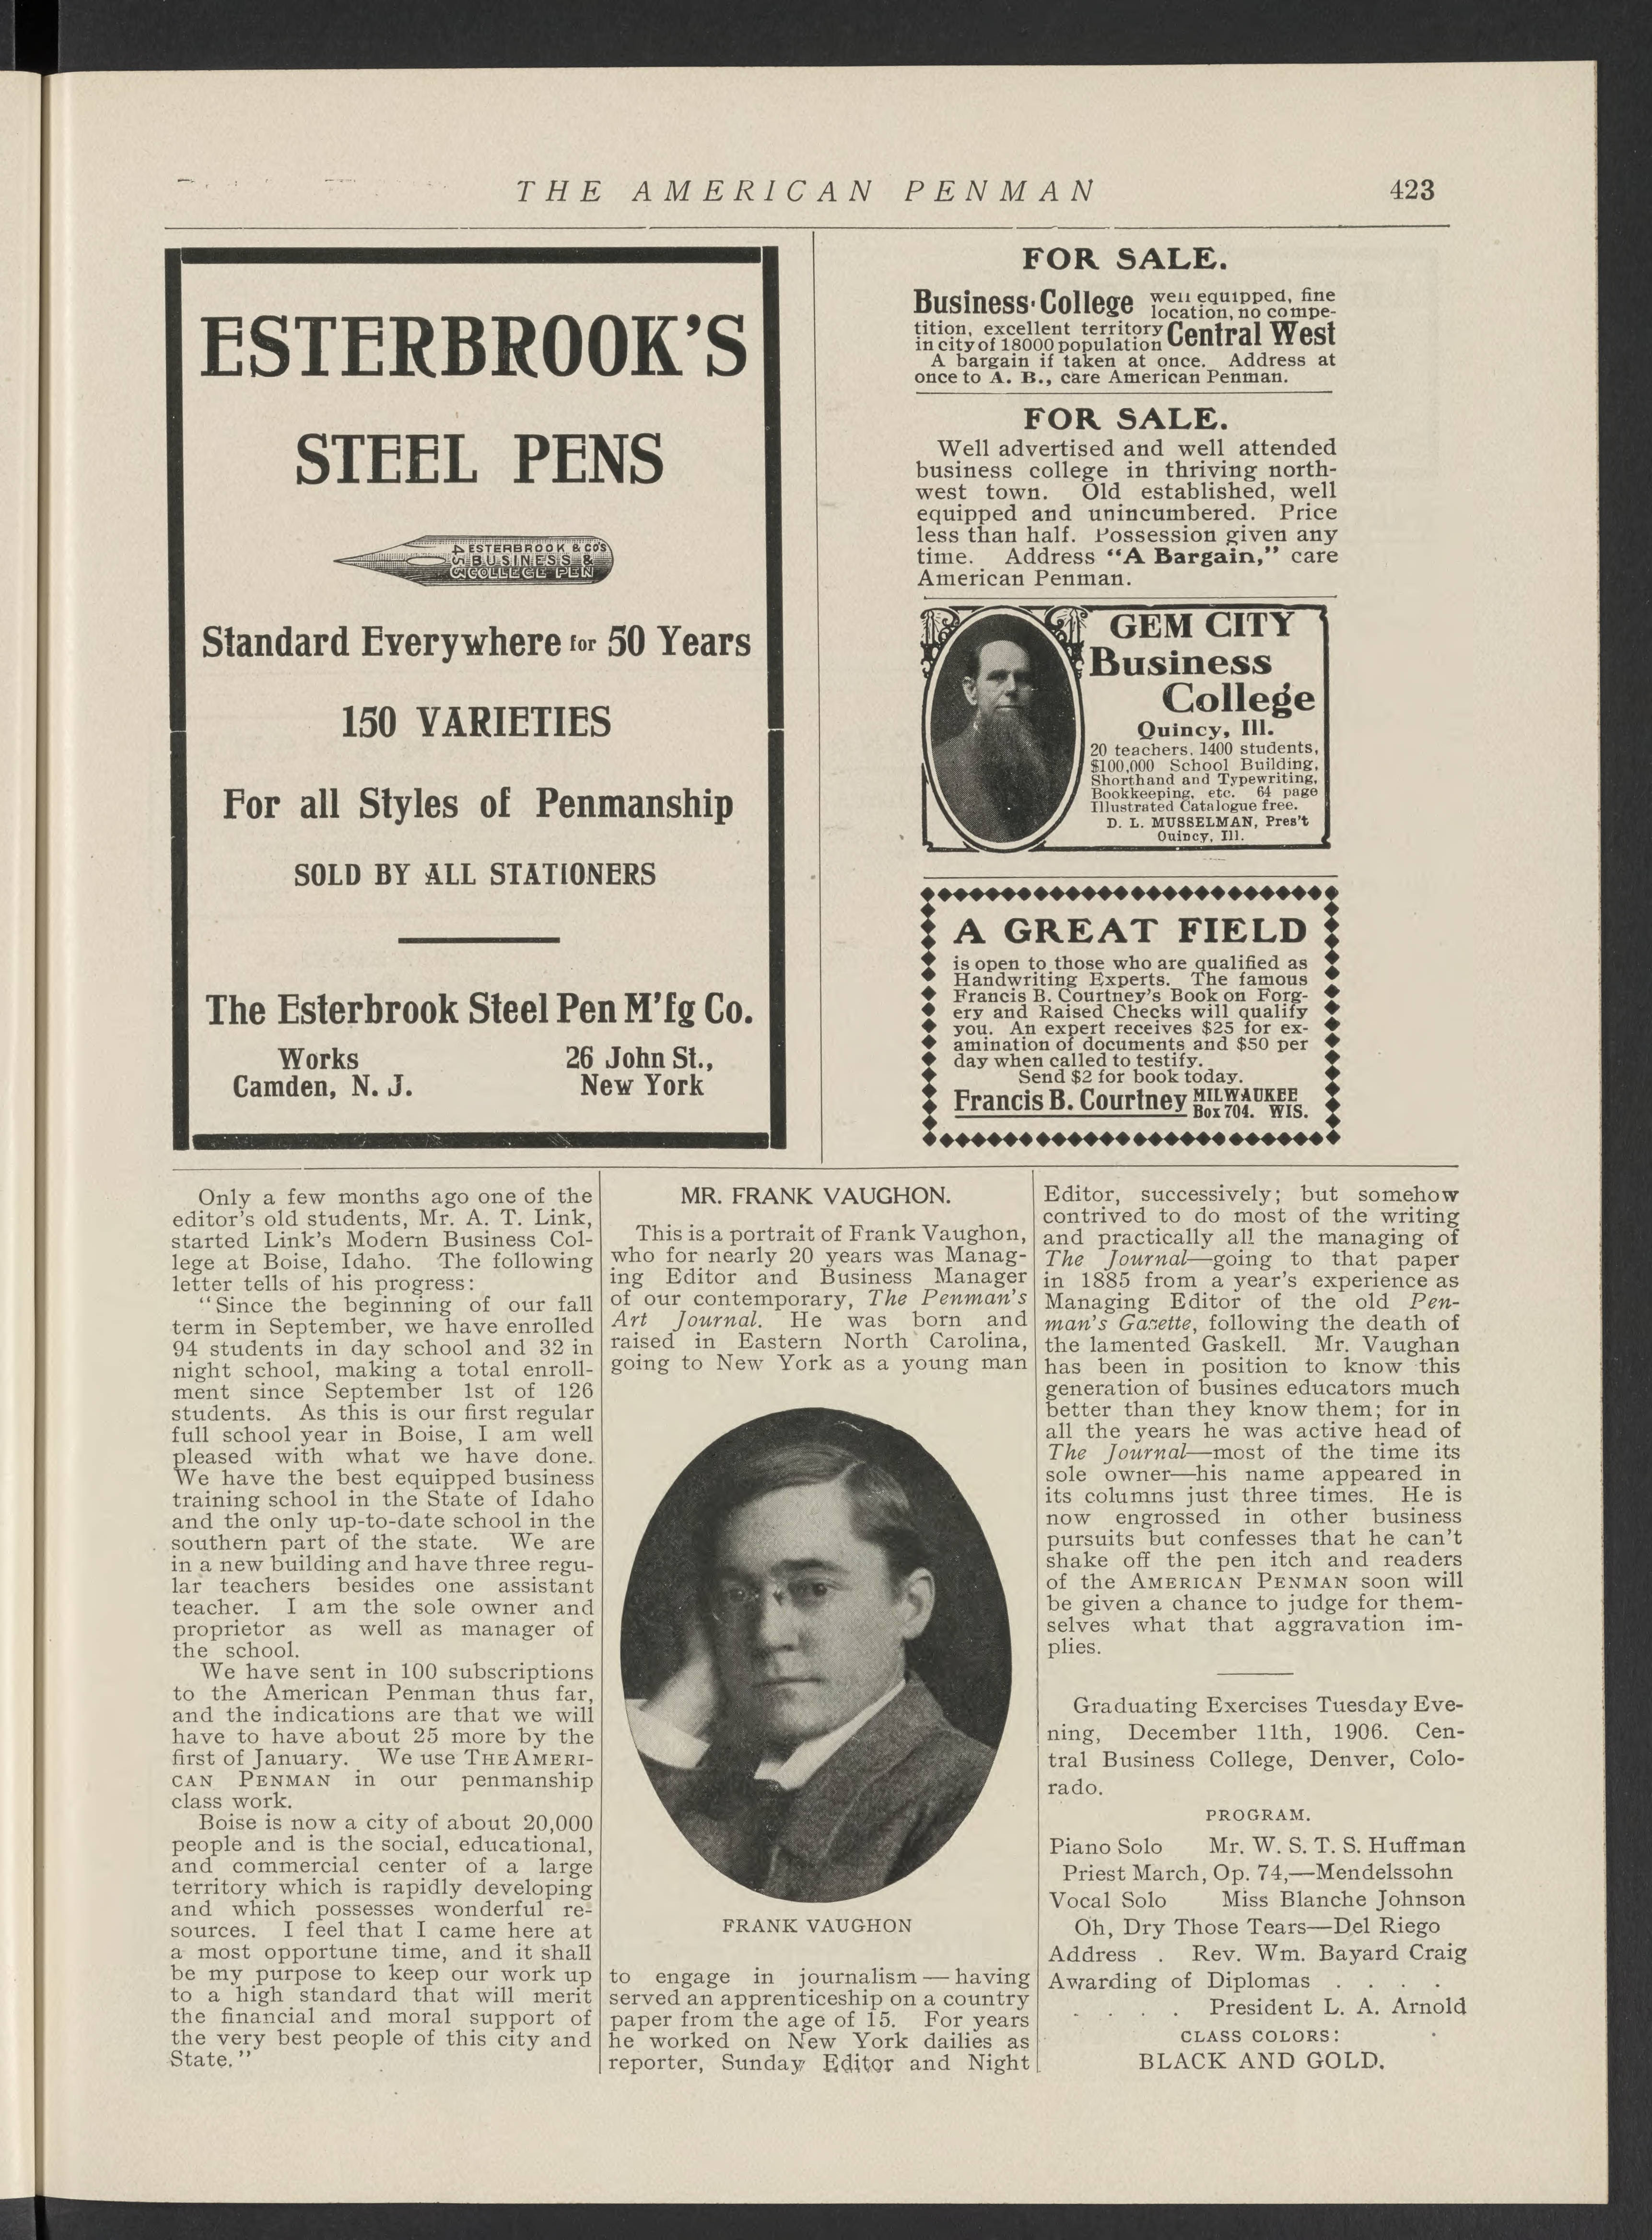 THE AMERICAN PENMAN 423
ESTERBROOK'S
STEEL PENS
ESTERBROOK & CO'S
BUSINESS &
COLLEGE PEN
453
Standard Everywhere for 50 Years
150 VARIETIES
For all Styles of Penmanship
SOLD BY ALL STATIONERS
The Esterbrook Steel Pen M'fg Co.
Works
Camden, N. J.
26 John St.,
New York
FOR SALE.
Business College well equipped, fine
location, no compe-
tition, excellent territory
in city of 18000 population Central West
A bargain if taken at once. Address at
once to A. B., care American Penman.
FOR SALE.
Well advertised and well attended
business college in thriving north-
west town. Old established, well
equipped and unincumbered. Price
less than half. Possession given any
time. Address "A Bargain," care
American Penman.
GEM CITY
Business
College
Quincy, Ill.
20 teachers, 1400 students,
$100,000 School Building,
Shorthand and Typewriting,
Bookkeeping, etc. 64 page
Illustrated Catalogue free.
D. L. MUSSELMAN, Pres't
Quincy, Ill.
A GREAT FIELD
is open to those who are qualified as
Handwriting Experts. The famous
Francis B. Courtney's Book on Forg-
ery and Raised Checks will qualify
you. An expert receives $25 for ex-
amination of documents and $50 per
day when called to testify.
Send $2 for book today.
Francis B. Courtney MILWAUKEE
Box 704. WIS.
Only a few months ago one of the
editor's old students, Mr. A. T. Link,
started Link's Modern Business Col-
lege at Boise, Idaho. The following
letter tells of his progress:
"Since the beginning of our fall
term in September, we have enrolled
94 students in day school and 32 in
night school, making a total enroll-
ment since September 1st of 126
students. As this is our first regular
full school year in Boise, I am well
pleased with what we have done.
We have the best equipped business
training school in the State of Idaho
and the only up-to-date school in the
southern part of the state. We are
in a new building and have three regu-
lar teachers besides one assistant
teacher. I am the sole owner and
proprietor as well as manager of
the school.
We have sent in 100 subscriptions
to the American Penman thus far,
and the indications are that we will
have to have about 25 more by the
first of January. We use THE AMERI-
CAN PENMAN in our penmanship
class work.
Boise is now a city of about 20,000
people and is the social, educational,
and commercial center of a large
territory which is rapidly developing
and which possesses wonderful re-
sources. I feel that I came here at
a most opportune time, and it shall
be my purpose to keep our work up
to a high standard that will merit
the financial and moral support of
the very best people of this city and
State."
MR. FRANK VAUGHON.
This is a portrait of Frank Vaughon,
who for nearly 20 years was Manag-
ing Editor and Business Manager
of our contemporary, The Penman's
Art Journal. He was born and
raised in Eastern North Carolina,
going to New York as a young man
FRANK VAUGHON
to engage in journalism — having
served an apprenticeship on a country
paper from the age of 15. For years
he worked on New York dailies as
reporter, Sunday Editor and Night
Editor, successively; but somehow
contrived to do most of the writing
and practically all the managing of
The Journal—going to that paper
in 1885 from a year's experience as
Managing Editor of the old Pen-
man's Gazette, following the death of
the lamented Gaskell. Mr. Vaughan
has been in position to know this
generation of busines educators much
better than they know them; for in
all the years he was active head of
The Journal—most of the time its
sole owner—his name appeared in
its columns just three times. He is
now engrossed in other business
pursuits but confesses that he can't
shake off the pen itch and readers
of the AMERICAN PENMAN soon will
be given a chance to judge for them-
selves what that aggravation im-
plies.
Graduating Exercises Tuesday Eve-
ning, December 11th, 1906. Cen-
tral Business College, Denver, Colo-
rado.
PROGRAM.
Piano Solo Mr. W. S. T. S. Huffman
Priest March, Op. 74,—Mendelssohn
Vocal Solo Miss Blanche Johnson
Oh, Dry Those Tears—Del Riego
Address . Rev. Wm. Bayard Craig
Awarding of Diplomas . . . .
. . . . President L. A. Arnold
CLASS COLORS:
BLACK AND GOLD.